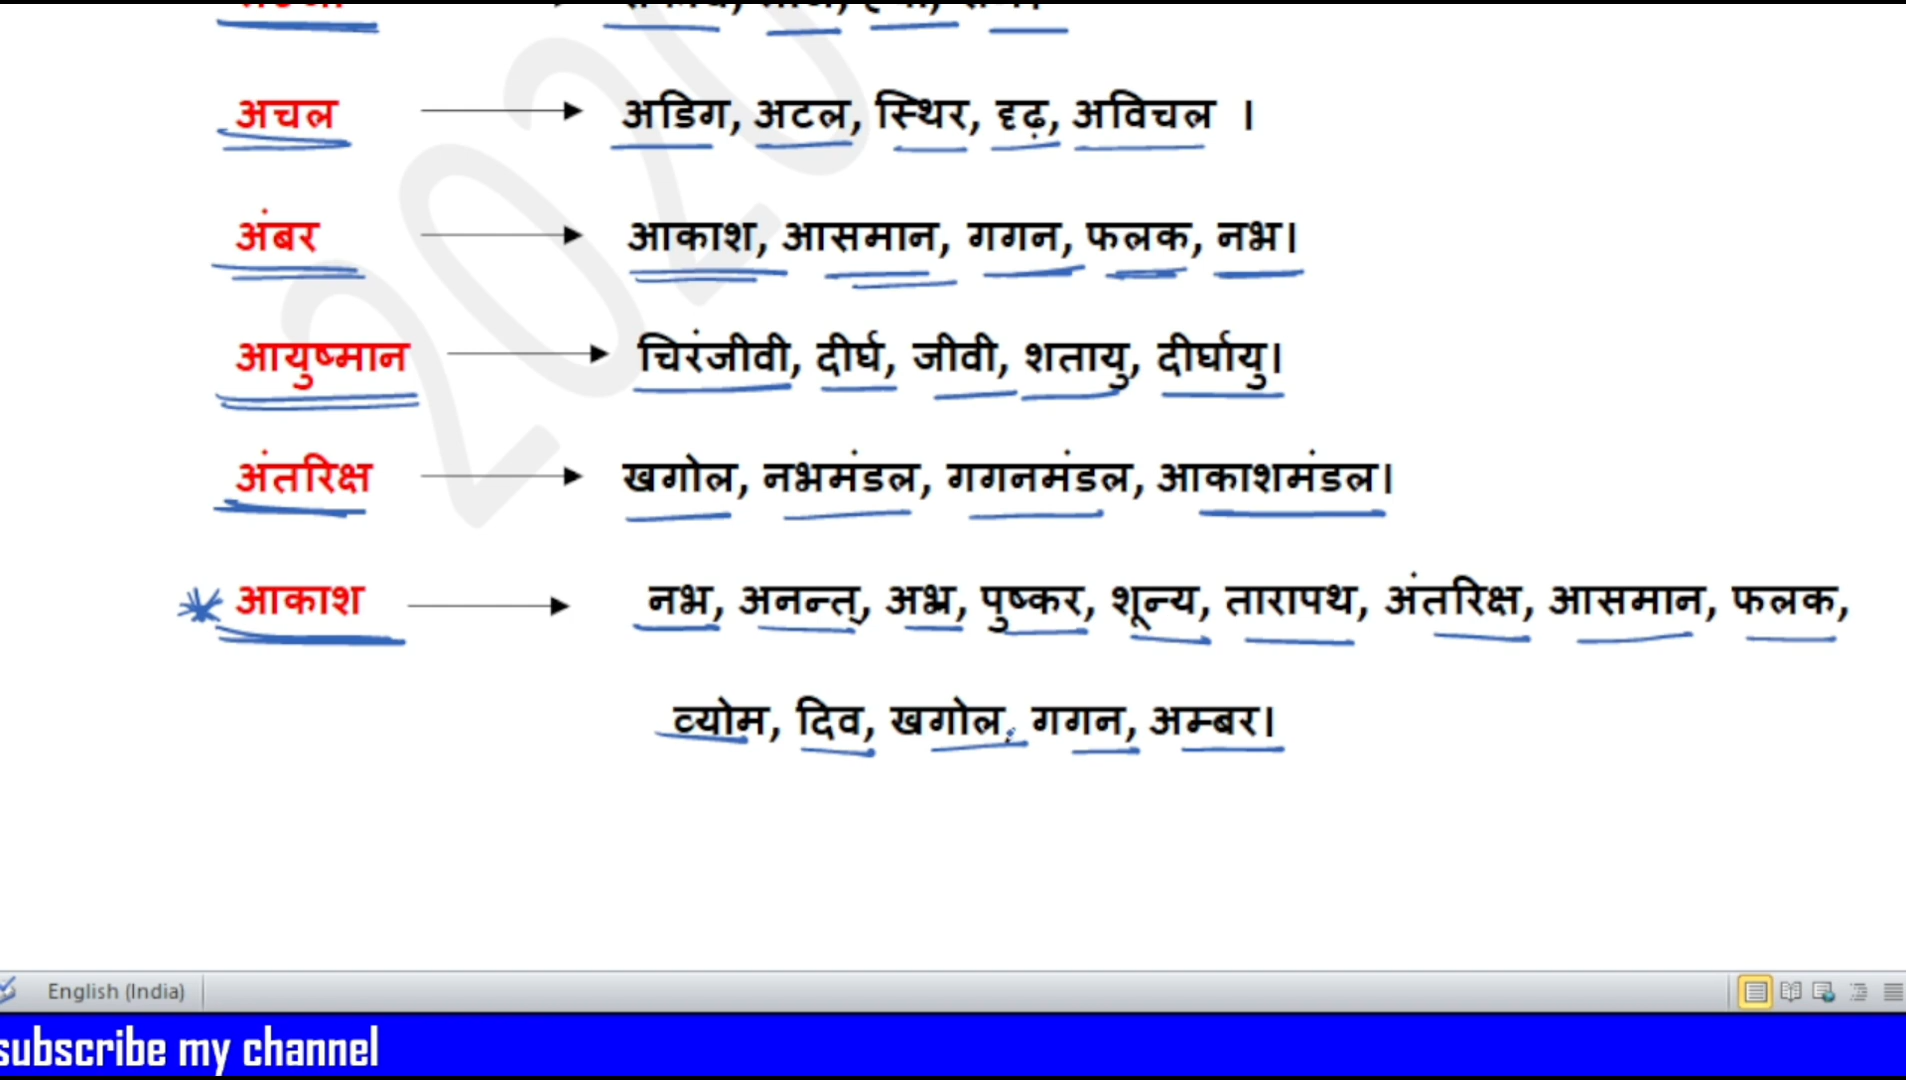 अचल अडिग, अटल, स्थिर, दृढ़, अविचल ।
अंबर आकाश, आसमान, गगन, फलक, नभ।
आयुष्मान चिरंजीवी, दीर्घ, जीवी, शतायु, दीर्घायु।
अंतरिक्ष खगोल, नभमंडल, गगनमंडल, आकाशमंडल।
आकाश नभ, अनन्त्, अभ्र, पुष्कर, शून्य, तारापथ, अंतरिक्ष, आसमान, फलक,
व्योम, दिव, खगोल, गगन, अम्बर।
English (India)
subscribe my channel